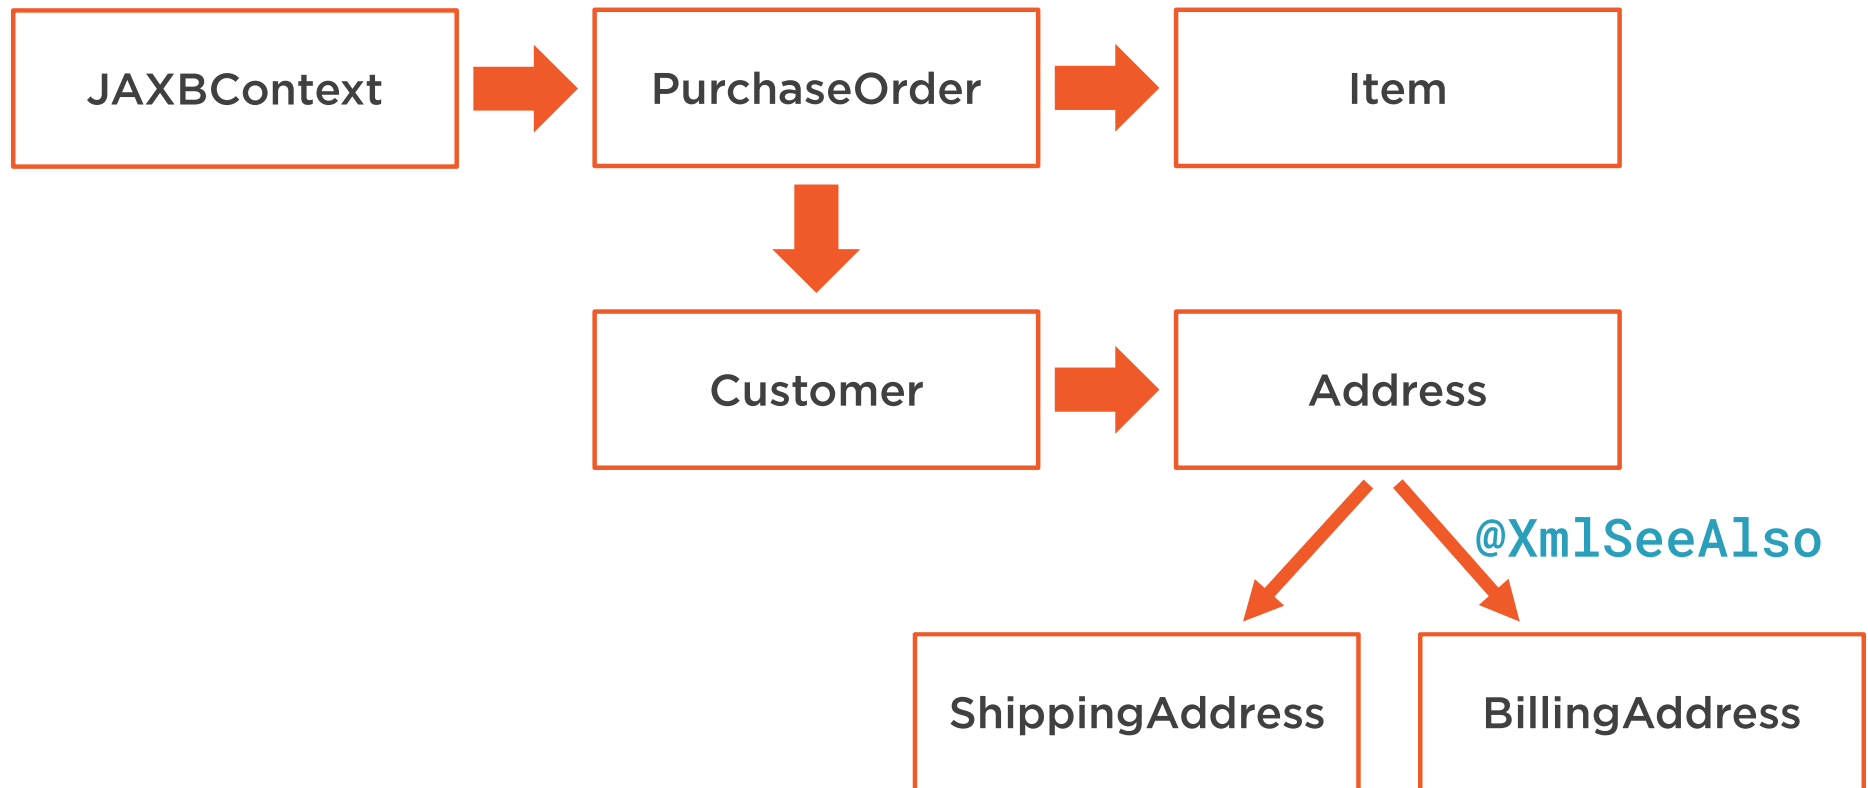 JAXBContext
PurchaseOrder
Item
Customer
Address
@XmlSeeAlso
ShippingAddress
BillingAddress